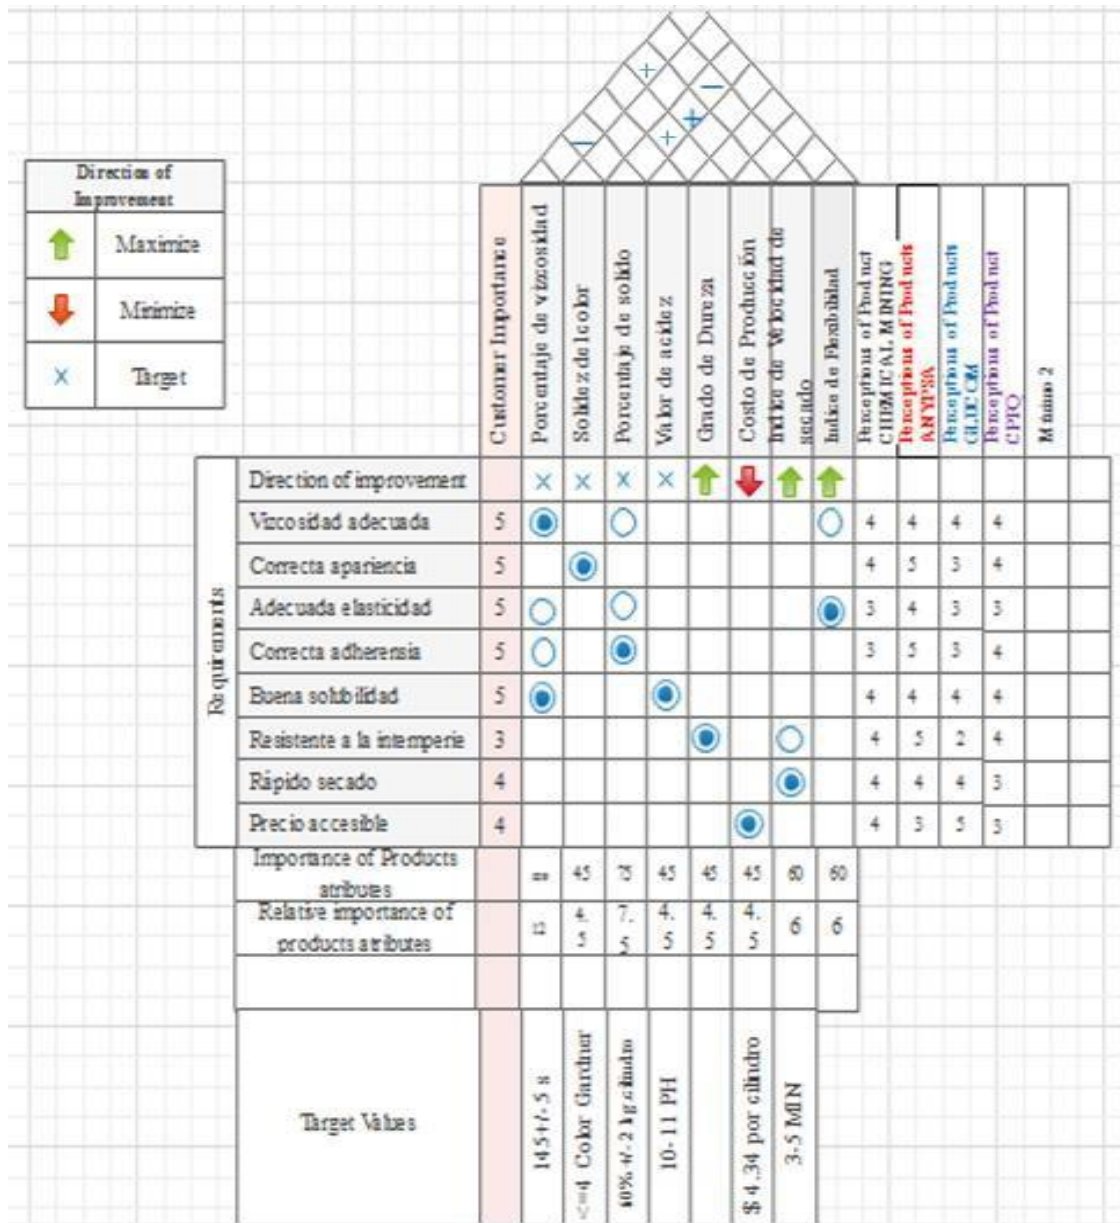 Direction of
Improvement
Maximize
Minimize
Target
Customer Importance
Porcentaje de vizcosidad
Solidez del color
Porcentaje de solido
Valor de acidez
Grado de Dureza
Costo de Producción
Indice de Velocidad de
secado
Indice de Flexibilidad
Perceptions of Product
CHEMICAL MINING
Perceptions of Products
ANYPSA
Perceptions of Products
Perceptions of Product
CPIQ
2
Requirements
Direction of improvement
Vizcosidad adecuada 5 4 4 4 4
Correcta apariencia 5 4 5 3 4
Adecuada elasticidad 5 3 4 3 3
Correcta adherensia 5 3 5 3 4
Buena solubilidad 5 4 4 4 4
Resistente a la intemperie 3 4 5 2 4
Rápido secado 4 4 4 4 3
Precio accesible 4 4 3 5 3
Importance of Products
atributes
45 75 45 45 45 60 60
Relative importance of
products atributes
4.5 7.5 4.5 4.5 4.5 6 6
Target Values
145+/-5 s
<=4 Color Gardner
+/-2 kg cilindro
10-11 PH
$ 4.34 por cilindro
3-5 MIN